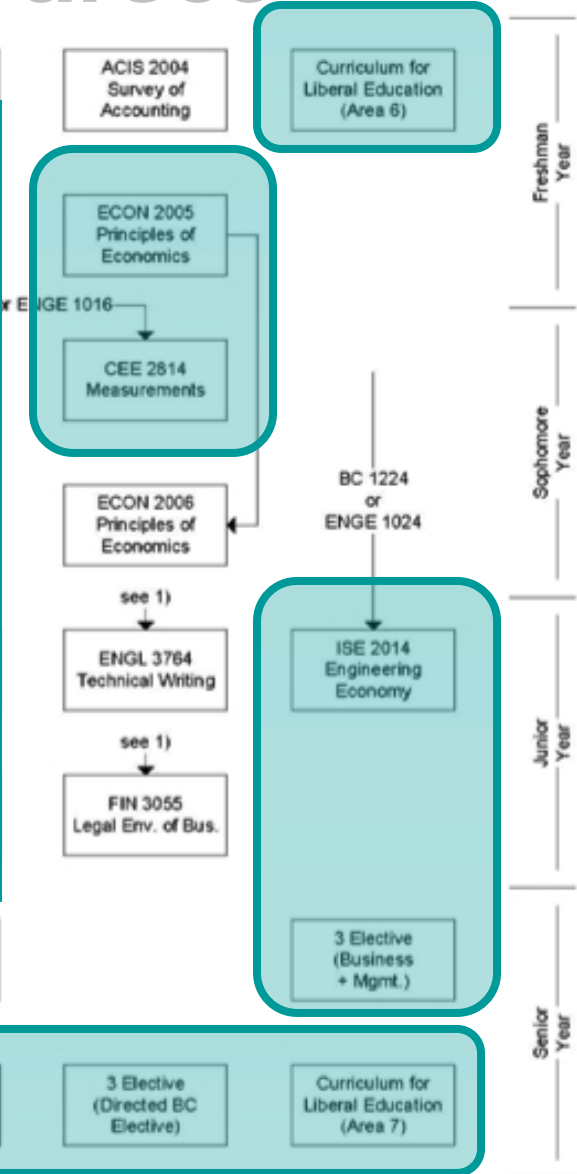 ACIS 2004
Survey of
Accounting
Curriculum for
Liberal Education
(Area 6)
Freshman
Year
ECON 2005
Principles of
Economics
ENGE 1016
CEE 2814
Measurements
Sophomore
Year
BC 1224
or
ENGE 1024
ECON 2006
Principles of
Economics
see 1)
ENGL 3764
Technical Writing
ISE 2014
Engineering
Economy
Junior
Year
see 1)
FIN 3055
Legal Env. of Bus.
3 Elective
(Business
+ Mgmt.)
Senior
Year
3 Elective
(Directed BC
Elective)
Curriculum for
Liberal Education
(Area 7)